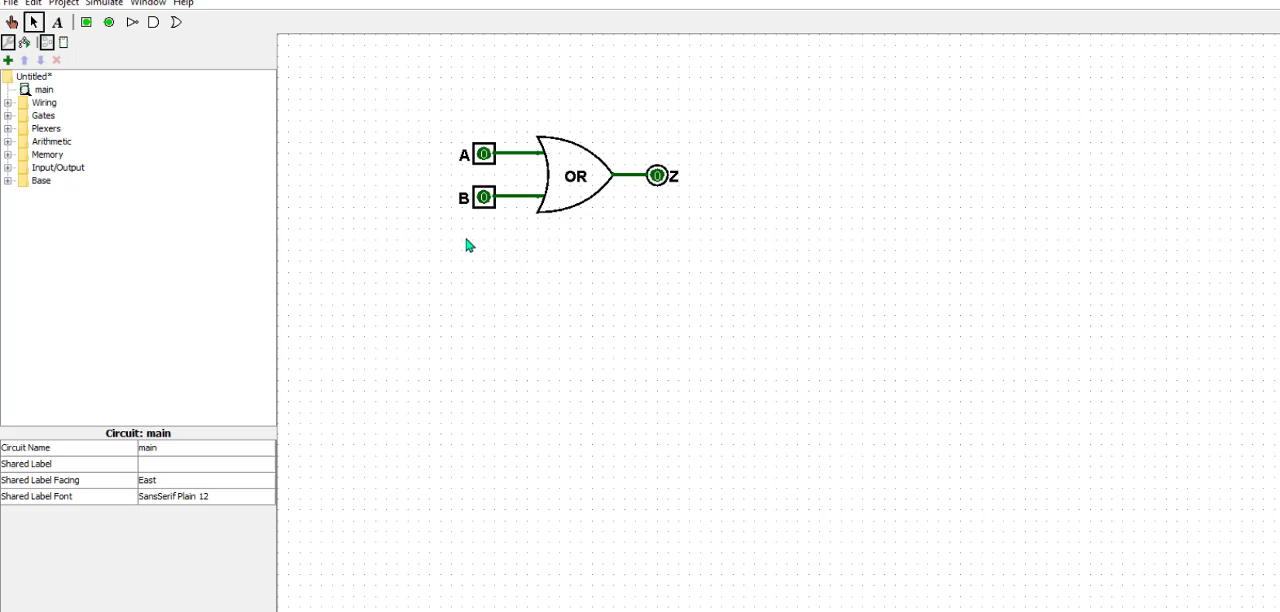 File Edit Project Simulate Window Help
A
Untitled*
main
Wiring
Gates
Plexers
Arithmetic
Memory
Input/Output
Base
Circuit: main
Circuit Name main
Shared Label
Shared Label Facing East
Shared Label Font SansSerif Plain 12
A 0
OR
0 Z
B 0